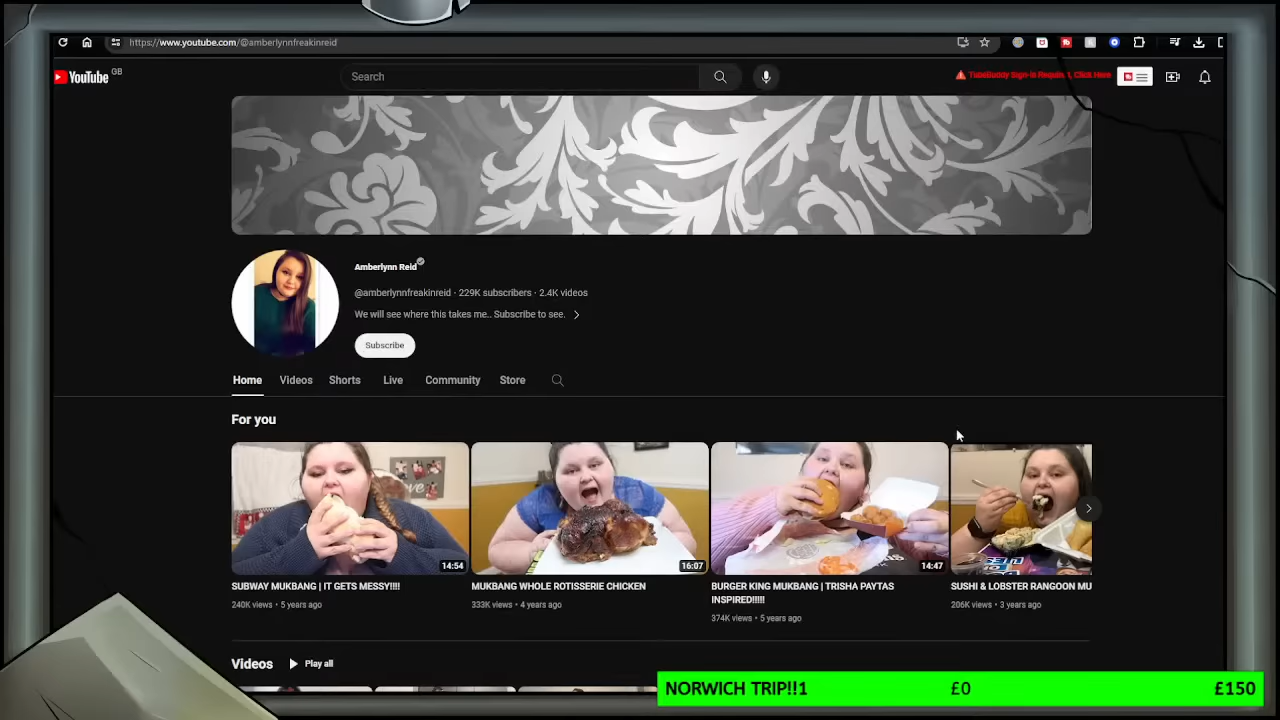 https://www.youtube.com/@amberlynnfreakinreid
YouTube GB
Search
TubeBuddy Sign-in Required, Click Here
Amberlynn Reid
@amberlynnfreakinreid · 229K subscribers · 2.4K videos
We will see where this takes me.. Subscribe to see.
Subscribe
Home Videos Shorts Live Community Store
For you
14:54
16:07
14:47
SUBWAY MUKBANG | IT GETS MESSY!!!!
240K views · 5 years ago
MUKBANG WHOLE ROTISSERIE CHICKEN
333K views · 4 years ago
BURGER KING MUKBANG | TRISHA PAYTAS
INSPIRED!!!!!
374K views · 5 years ago
SUSHI & LOBSTER RANGOON MU
206K views · 3 years ago
Videos Play all
NORWICH TRIP!!1 £0 £150